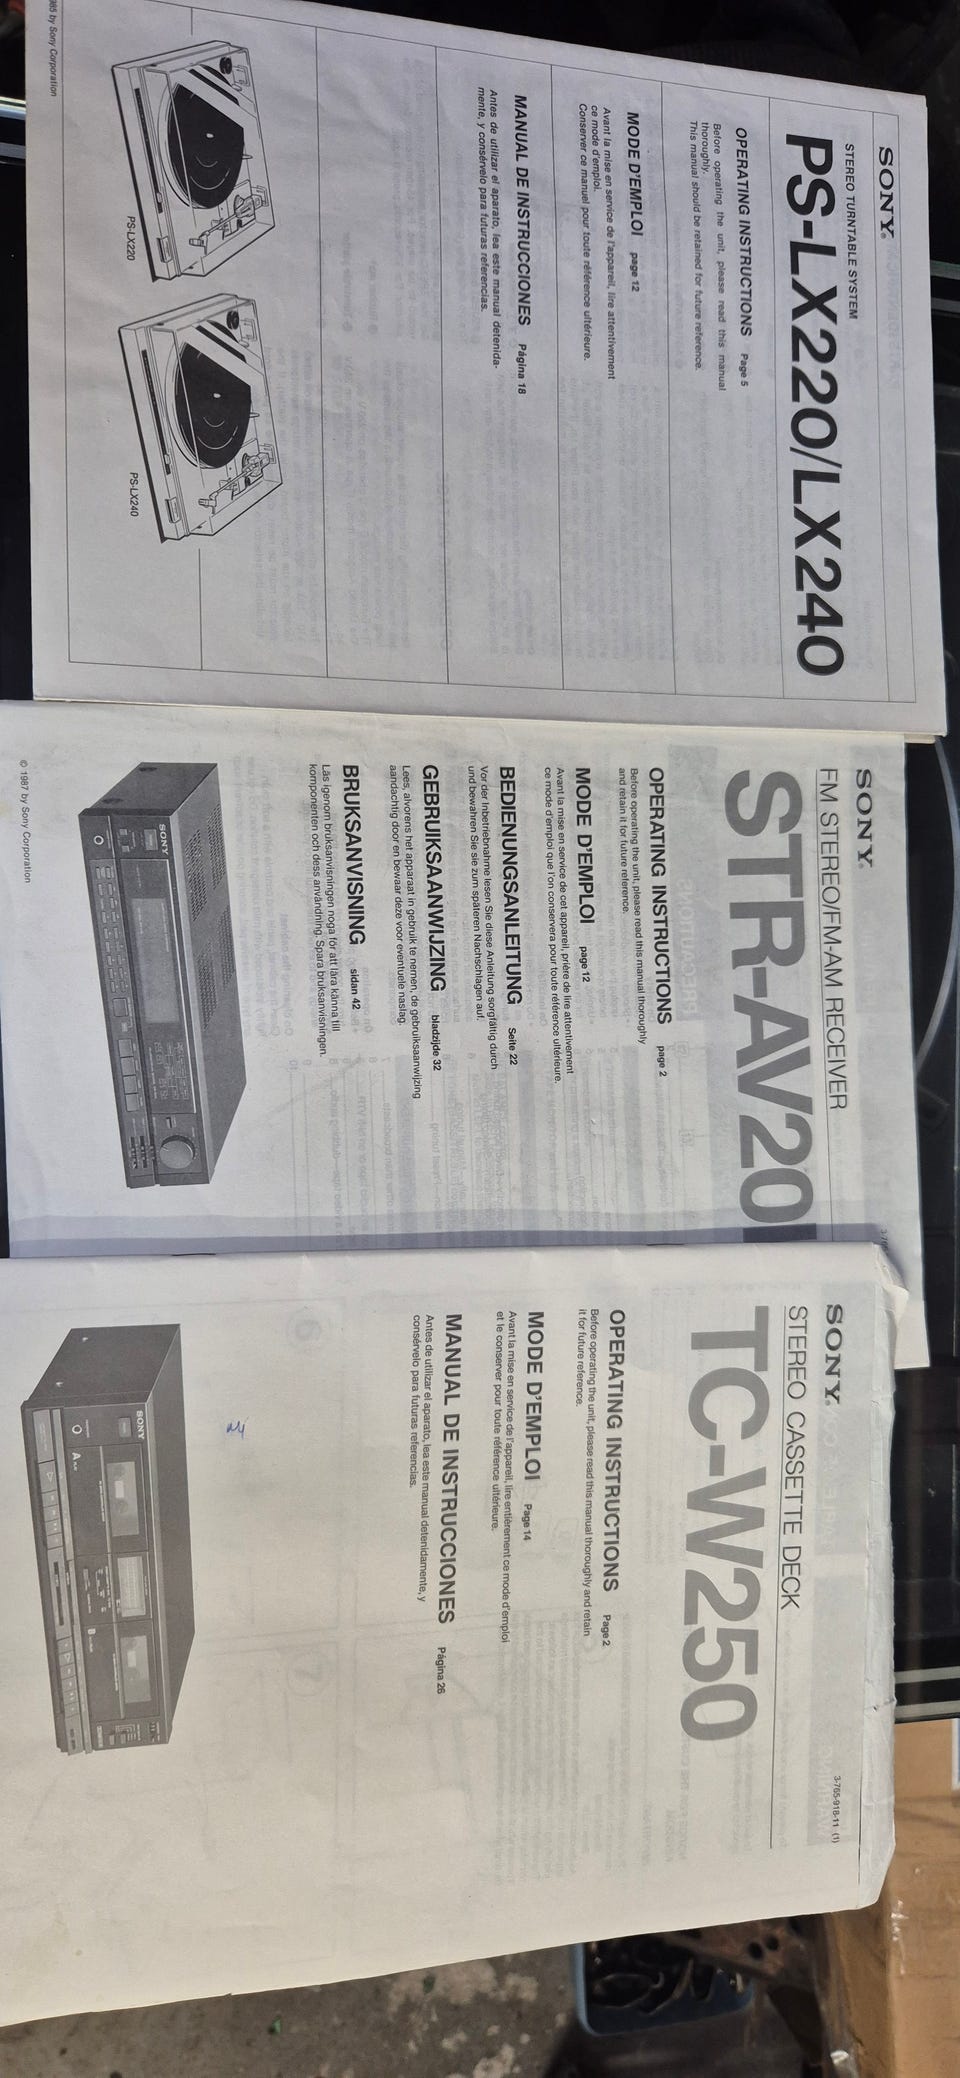 SONY®
STEREO TURNTABLE SYSTEM
PS-LX220/LX240
OPERATING INSTRUCTIONS Page 5
Before operating the unit, please read this manual
thoroughly.
This manual should be retained for future reference.
MODE D'EMPLOI page 12
Avant la mise en service de l'appareil, lire attentivement
ce mode d'emploi.
Conserver ce manuel pour toute référence ultérieure.
MANUAL DE INSTRUCCIONES Página 18
Antes de utilizar el aparato, lea este manual detenida-
mente, y consérvelo para futuras referencias.
PS-LX220
PS-LX240
985 by Sony Corporation
SONY®
FM STEREO/FM-AM RECEIVER
STR-AV20
3-765
OPERATING INSTRUCTIONS page 2
Before operating the unit, please read this manual thoroughly
and retain it for future reference.
MODE D'EMPLOI page 12
Avant la mise en service de cet appareil, prière de lire attentivement
ce mode d'emploi que l'on conservera pour toute référence ultérieure.
BEDIENUNGSANLEITUNG Seite 22
Vor der Inbetriebnahme lesen Sie diese Anleitung sorgfältig durch
und bewahren Sie sie zum späteren Nachschlagen auf.
GEBRUIKSAANWIJZING bladzijde 32
Lees, alvorens het apparaat in gebruik te nemen, de gebruiksaanwijzing
aandachtig door en bewaar deze voor eventuele naslag.
BRUKSANVISNING sidan 42
Läs igenom bruksanvisningen noga för att lära känna till
komponenten och dess användning. Spara bruksanvisningen.
SONY
© 1987 by Sony Corporation
SONY®
STEREO CASSETTE DECK
TC-W250
3-765-918-11 (1)
OPERATING INSTRUCTIONS Page 2
Before operating the unit, please read this manual thoroughly and retain
it for future reference.
MODE D'EMPLOI Page 14
Avant la mise en service de l'appareil, lire entièrement ce mode d'emploi
et le conserver pour toute référence ultérieure.
MANUAL DE INSTRUCCIONES Página 26
Antes de utilizar el aparato, lea este manual detenidamente, y
consérvelo para futuras referencias.
SONY
A
B